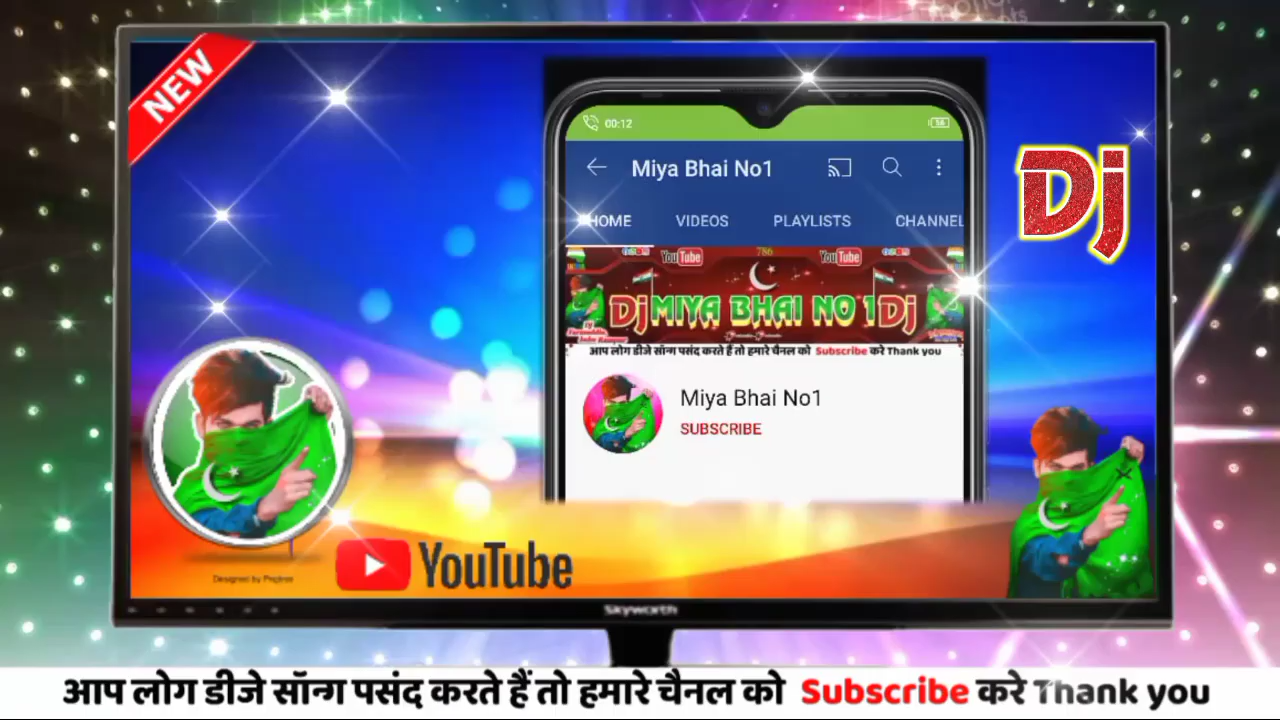 NEW
00:12
Miya Bhai No1
HOME VIDEOS PLAYLISTS CHANNEL
Dj
YouTube 786 YouTube
Dj MIYA BHAI NO 1 Dj
आप लोग डीजे सॉन्ग पसंद करते हैं तो हमारे चैनल को Subscribe करे Thank you
Miya Bhai No1
SUBSCRIBE
YouTube
Skyworth
आप लोग डीजे सॉन्ग पसंद करते हैं तो हमारे चैनल को Subscribe करे Thank you